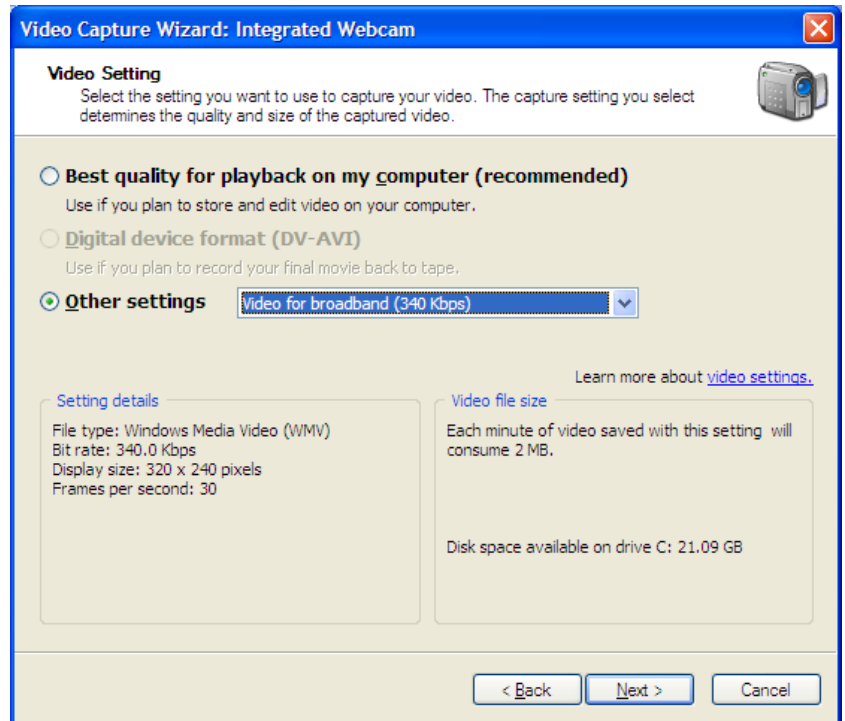 Video Capture Wizard: Integrated Webcam
Video Setting
Select the setting you want to use to capture your video. The capture setting you select
detmines the quality and size of the captured video.
Best quality for playback on my computer (recommended)
Use if you plan to store and edit video on your computer.
Digital device format (DV-AVI)
Use if you plan to record your final movie back to tape.
Other settings Video for broadband (340 Kbps)
Learn more about video settings.
Setting details
File type: Windows Media Video (WMV)
Bit rate: 340.0 Kbps
Display size: 320 x 240 pixels
Frames per second: 30
Video file size
Each minute of video saved with this setting will
consume 2 MB.
Disk space available on drive C: 21.09 GB
< Back Next > Cancel